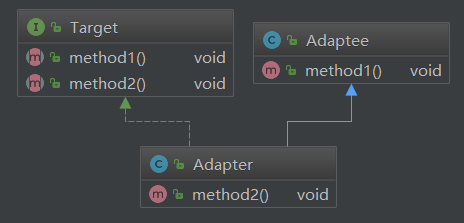 I Target
m method1() void
m method2() void
C Adaptee
m method1() void
C Adapter
m method2() void